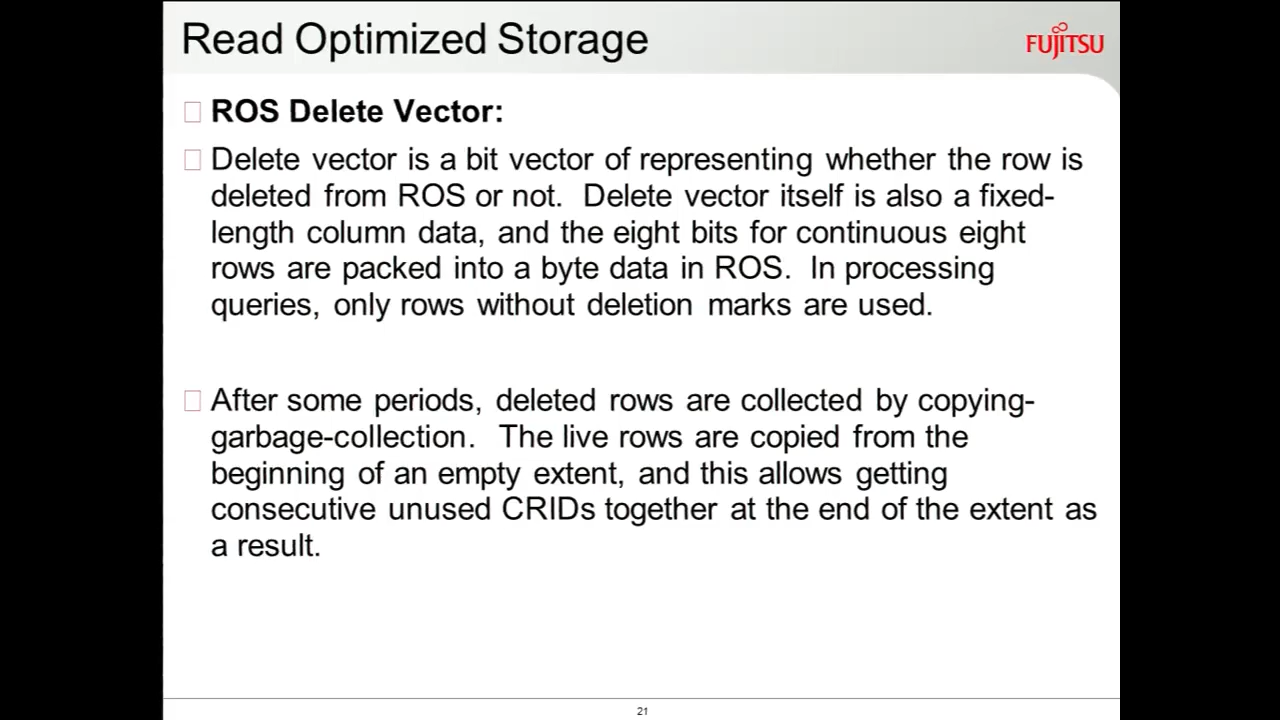 Read Optimized Storage
FUJITSU
ROS Delete Vector:
Delete vector is a bit vector of representing whether the row is
deleted from ROS or not.  Delete vector itself is also a fixed-
length column data, and the eight bits for continuous eight
rows are packed into a byte data in ROS.  In processing
queries, only rows without deletion marks are used.
After some periods, deleted rows are collected by copying-
garbage-collection.  The live rows are copied from the
beginning of an empty extent, and this allows getting
consecutive unused CRIDs together at the end of the extent as
a result.
21